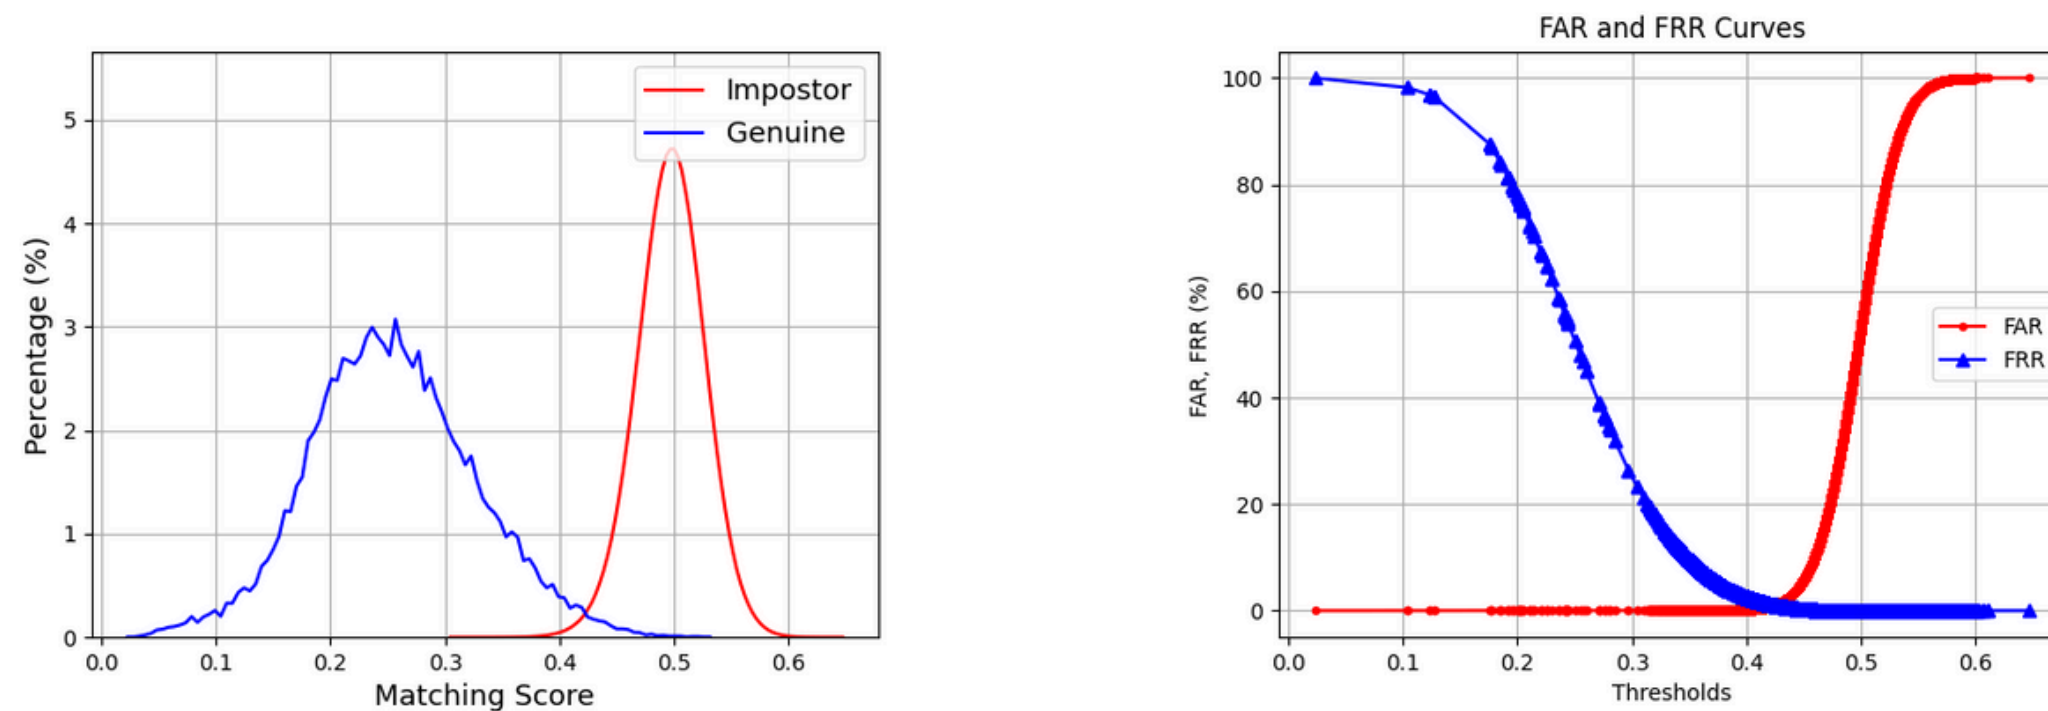 Impostor
Genuine
5
4
3
2
1
0
Percentage (%)
0.0 0.1 0.2 0.3 0.4 0.5 0.6
Matching Score
FAR and FRR Curves
100
80
60
40
20
0
FAR, FRR (%)
FAR
FRR
0.0 0.1 0.2 0.3 0.4 0.5 0.6
Thresholds